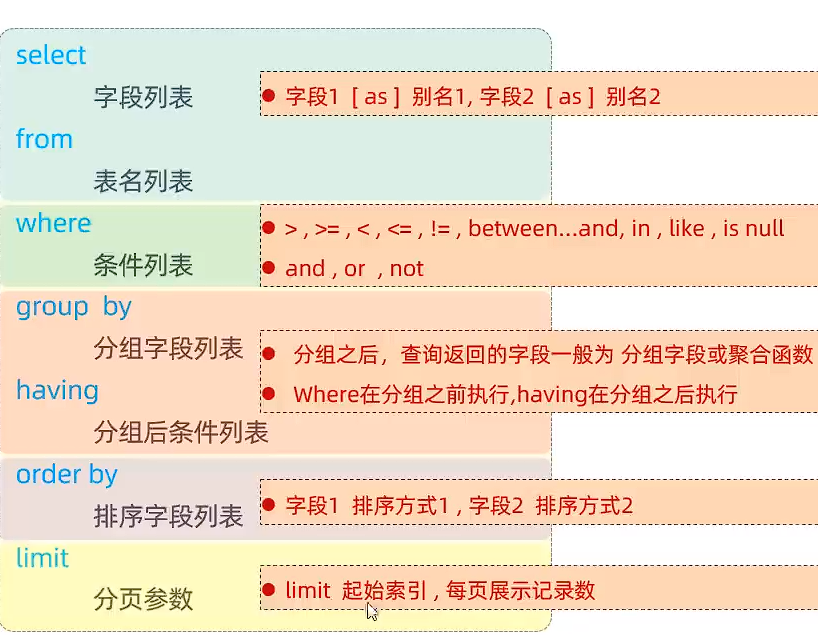 select
字段列表
字段1 [ as ] 别名1, 字段2 [ as ] 别名2
from
表名列表
where
> , >= , < , <= , != , between...and, in , like , is null
条件列表
and , or , not
group by
分组字段列表
分组之后，查询返回的字段一般为 分组字段或聚合函数
having
Where在分组之前执行,having在分组之后执行
分组后条件列表
order by
排序字段列表
字段1 排序方式1 , 字段2 排序方式2
limit
分页参数
limit 起始索引 , 每页展示记录数